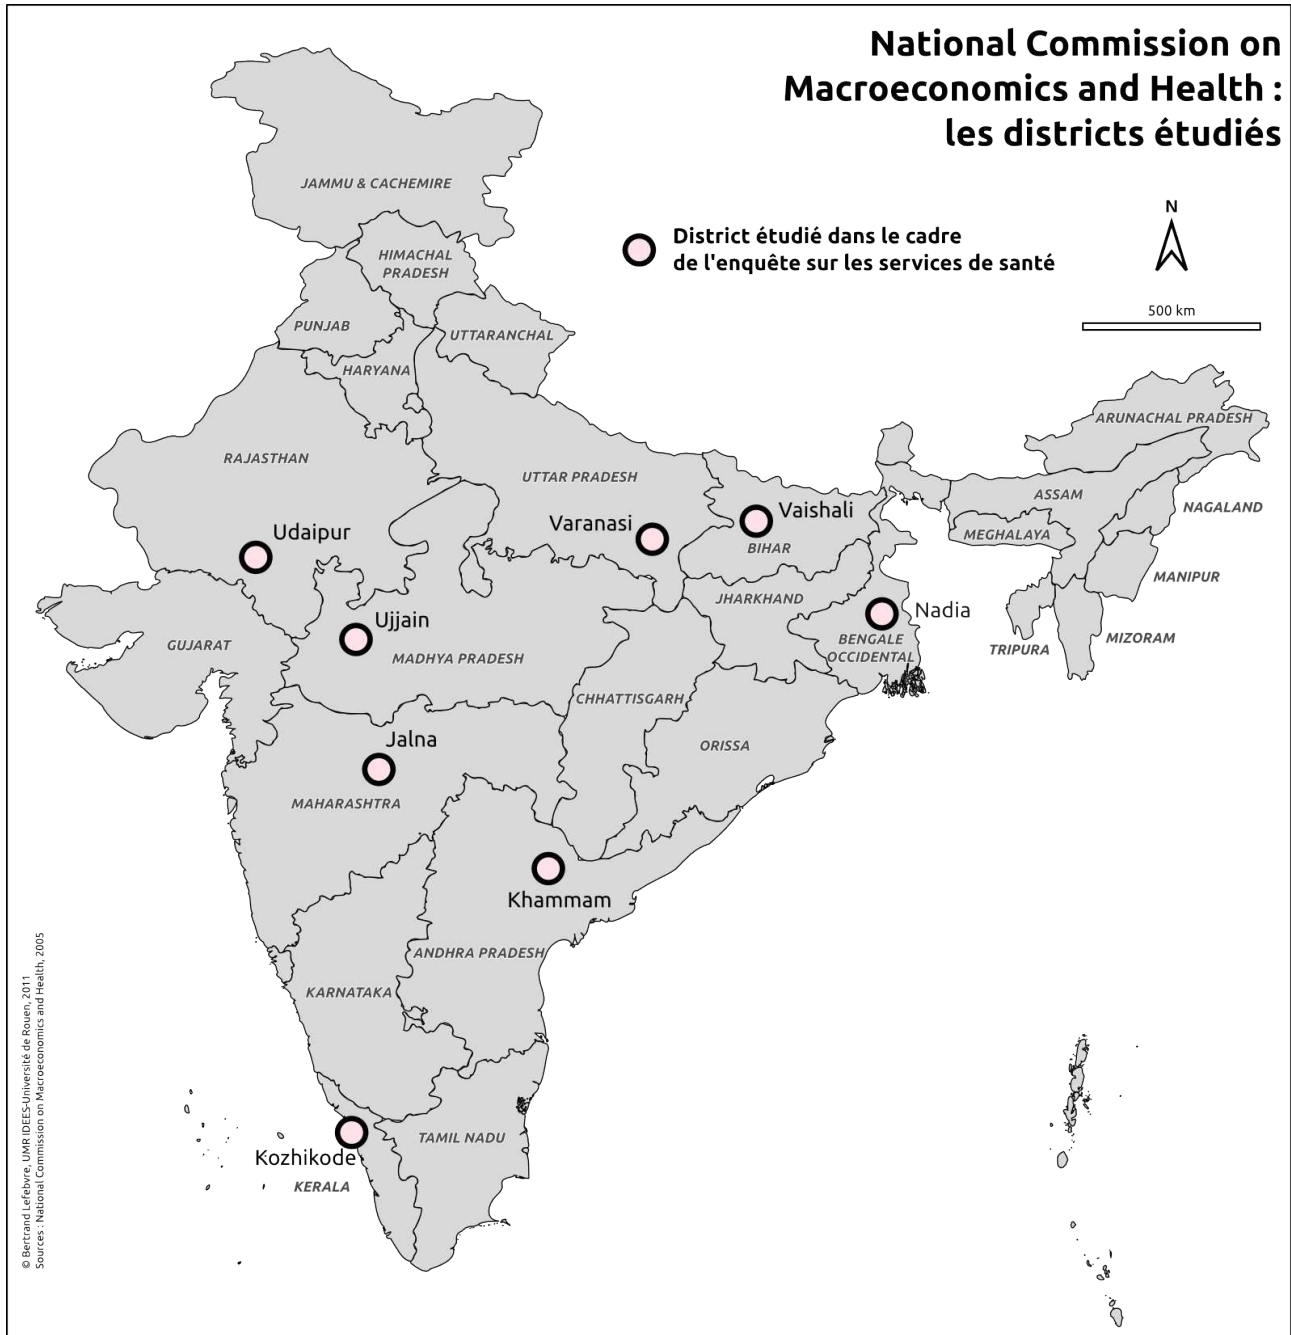 National Commission on
Macroeconomics and Health :
les districts étudiés
N
District étudié dans le cadre
de l'enquête sur les services de santé
500 km
JAMMU & CACHEMIRE
HIMACHAL
PRADESH
PUNJAB
UTTARANCHAL
HARYANA
ARUNACHAL PRADESH
RAJASTHAN
UTTAR PRADESH
ASSAM
NAGALAND
Vaishali
Varanasi
Udaipur
MEGHALAYA
BIHAR
MANIPUR
JHARKHAND
Nadia
Ujjain
BENGALE
OCCIDENTAL
MIZORAM
TRIPURA
GUJARAT
MADHYA PRADESH
CHHATTISGARH
ORISSA
Jalna
MAHARASHTRA
Khammam
ANDHRA PRADESH
KARNATAKA
TAMIL NADU
Kozhikode
KERALA
© Bertrand Lefebvre, UMR IDEES-Université de Rouen, 2011
Sources : National Commission on Macroeconomics and Health, 2005